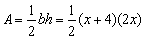 A = 1/2 bh = 1/2 (x + 4)(2x)